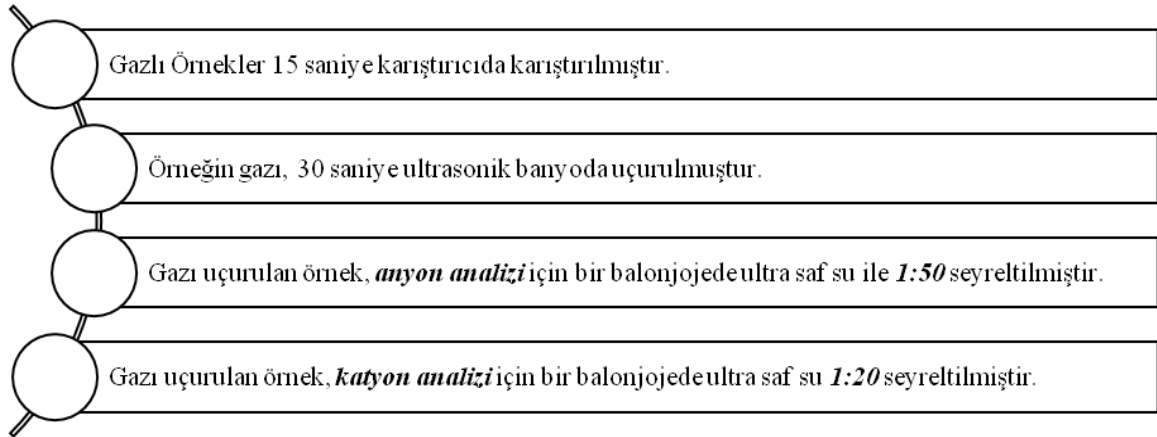 Gazlı Örnekler 15 saniye karıştırıcıda karıştırılmıştır.
Örneğin gazı, 30 saniye ultrasonik banyoda uçurulmuştur.
Gazı uçurulan örnek, anyon analizi için bir balonjojede ultra saf su ile 1:50 seyreltilmiştir.
Gazı uçurulan örnek, katyon analizi için bir balonjojede ultra saf su 1:20 seyreltilmiştir.